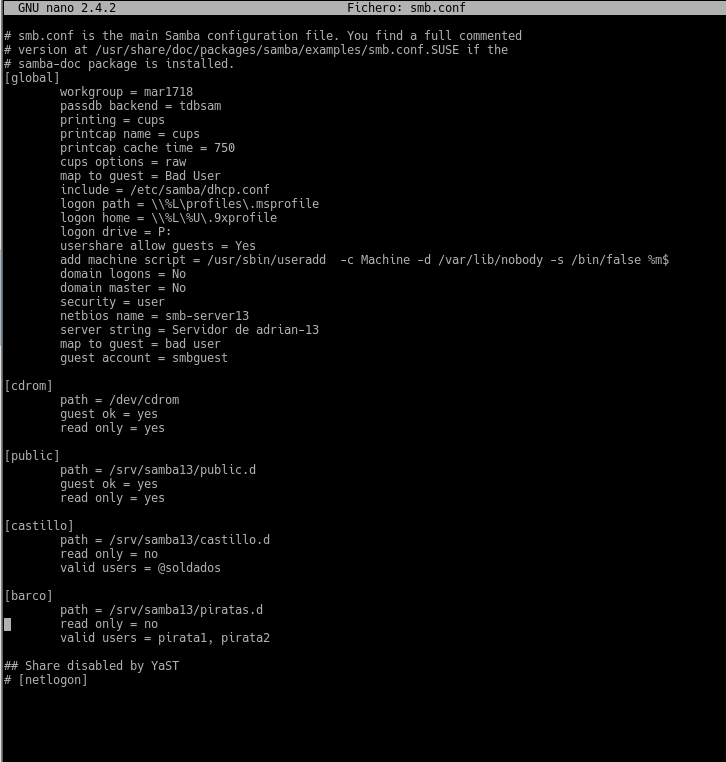 GNU nano 2.4.2 Fichero: smb.conf
# smb.conf is the main Samba configuration file. You find a full commented
# version at /usr/share/doc/packages/samba/examples/smb.conf.SUSE if the
# samba-doc package is installed.
[global]
workgroup = mar1718
passdb backend = tdbsam
printing = cups
printcap name = cups
printcap cache time = 750
cups options = raw
map to guest = Bad User
include = /etc/samba/dhcp.conf
logon path = \\%L\profiles\.msprofile
logon home = \\%L\%U\.9xprofile
logon drive = P:
usershare allow guests = Yes
add machine script = /usr/sbin/useradd  -c Machine -d /var/lib/nobody -s /bin/false %m$
domain logons = No
domain master = No
security = user
netbios name = smb-server13
server string = Servidor de adrian-13
map to guest = bad user
guest account = smbguest
[cdrom]
path = /dev/cdrom
guest ok = yes
read only = yes
[public]
path = /srv/samba13/public.d
guest ok = yes
read only = yes
[castillo]
path = /srv/samba13/castillo.d
read only = no
valid users = @soldados
[barco]
path = /srv/samba13/piratas.d
read only = no
valid users = pirata1, pirata2
## Share disabled by YaST
# [netlogon]